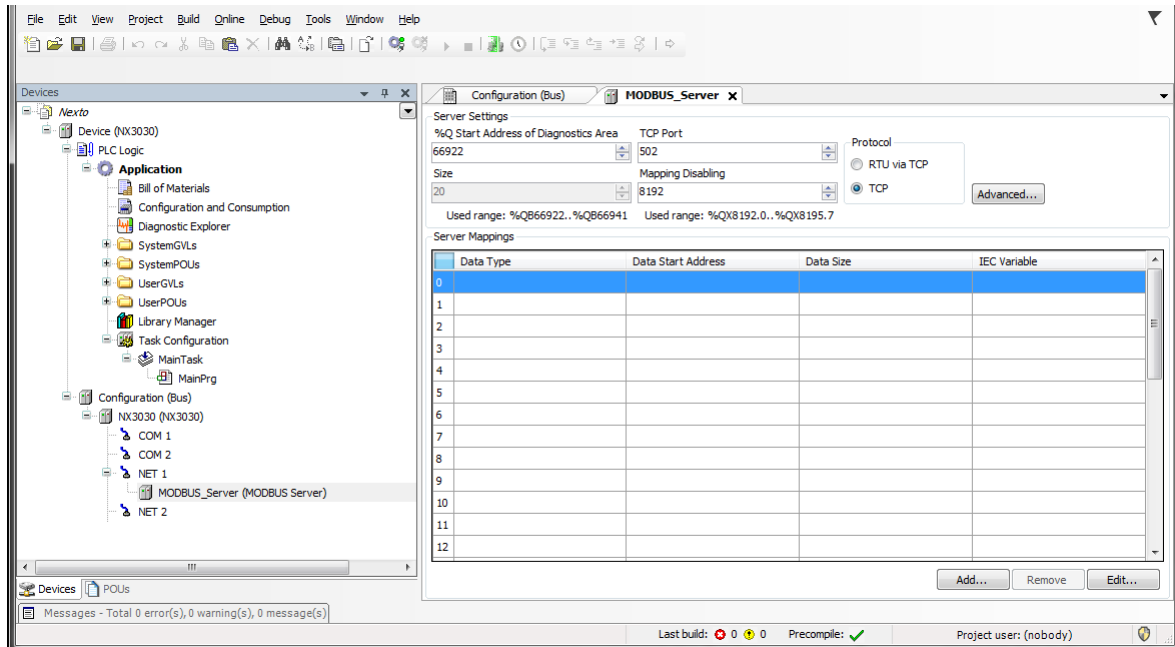 File Edit View Project Build Online Debug Tools Window Help
Devices
Nexto
Device (NX3030)
PLC Logic
Application
Bill of Materials
Configuration and Consumption
Diagnostic Explorer
SystemGVLs
SystemPOUs
UserGVLs
UserPOUs
Library Manager
Task Configuration
MainTask
MainPrg
Configuration (Bus)
NX3030 (NX3030)
COM 1
COM 2
NET 1
MODBUS_Server (MODBUS Server)
NET 2
Devices POUs
Configuration (Bus) MODBUS_Server
Server Settings
%Q Start Address of Diagnostics Area TCP Port
66922 502
Size Mapping Disabling
20 8192
Used range: %QB66922..%QB66941 Used range: %QX8192.0..%QX8195.7
Protocol
RTU via TCP
TCP
Advanced...
Server Mappings
Data Type Data Start Address Data Size IEC Variable
0
1
2
3
4
5
6
7
8
9
10
11
12
Add... Remove Edit...
Messages - Total 0 error(s), 0 warning(s), 0 message(s)
Last build: 0 0 Precompile: Project user: (nobody)